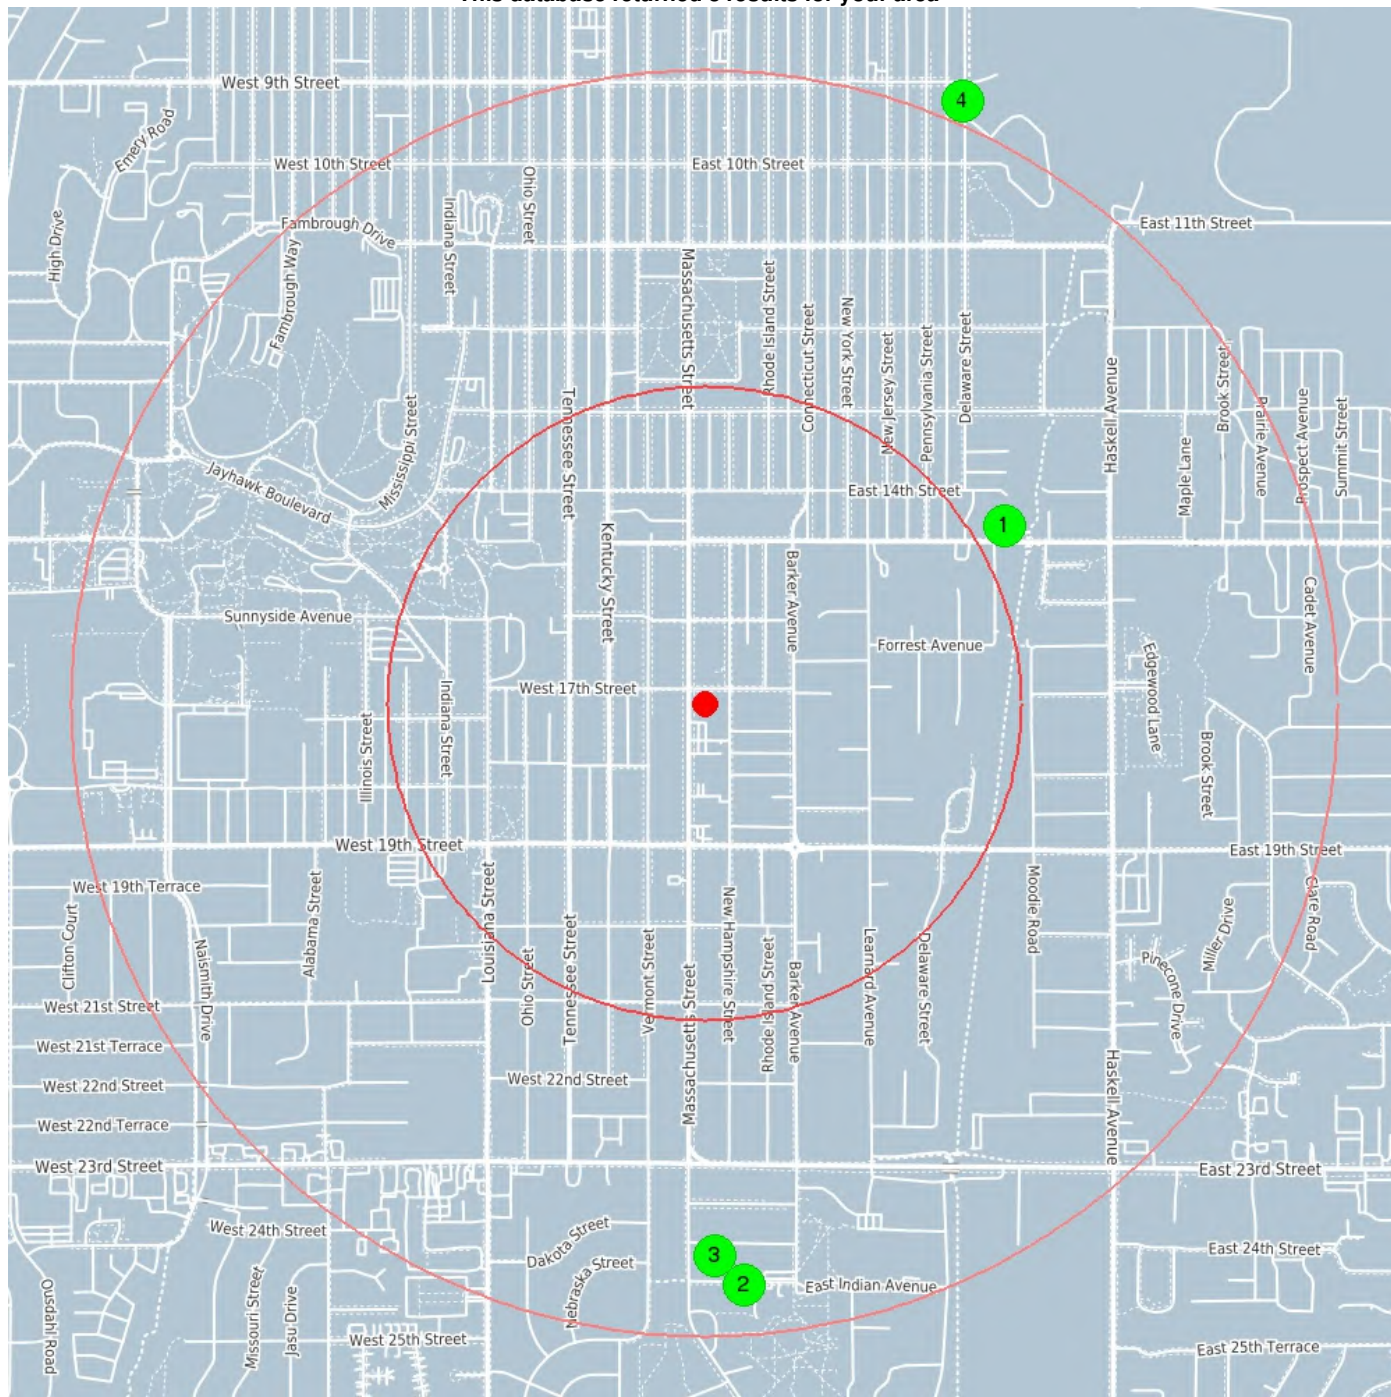 This database returned results for your area
West 9th Street
4
Emery Road
West 10th Street
East 10th Street
Ohio Street
Indiana Street
High Drive
Fambrough Drive
East 11th Street
Fambrough Way
Massachusetts Street
Rhode Island Street
Connecticut Street
New York Street
New Jersey Street
Pennsylvania Street
Delaware Street
Haskell Avenue
Brook Street
Prairie Avenue
Prospect Avenue
Summit Street
Maple Lane
Tennessee Street
Mississippi Street
Jayhawk Boulevard
East 14th Street
1
Kentucky Street
Barker Avenue
Cadet Avenue
Sunnyside Avenue
Forrest Avenue
Edgewood Lane
West 17th Street
Indiana Street
Illinois Street
Brook Street
West 19th Street
East 19th Street
West 19th Terrace
Alabama Street
Louisiana Street
Clifton Court
Naismith Drive
New Hampshire Street
Moodie Road
Miller Drive
Clare Road
Ohio Street
Tennessee Street
Vermont Street
Massachusetts Street
Rhode Island Street
Barker Avenue
Learnard Avenue
Delaware Street
Pinecone Drive
West 21st Street
West 21st Terrace
West 22nd Street
West 22nd Street
Haskell Avenue
West 22nd Terrace
West 23rd Street
East 23rd Street
West 24th Street
Dakota Street
3
East 24th Street
Nebraska Street
2
East Indian Avenue
Ousdahl Road
Missouri Street
Jasu Drive
West 25th Street
East 25th Terrace